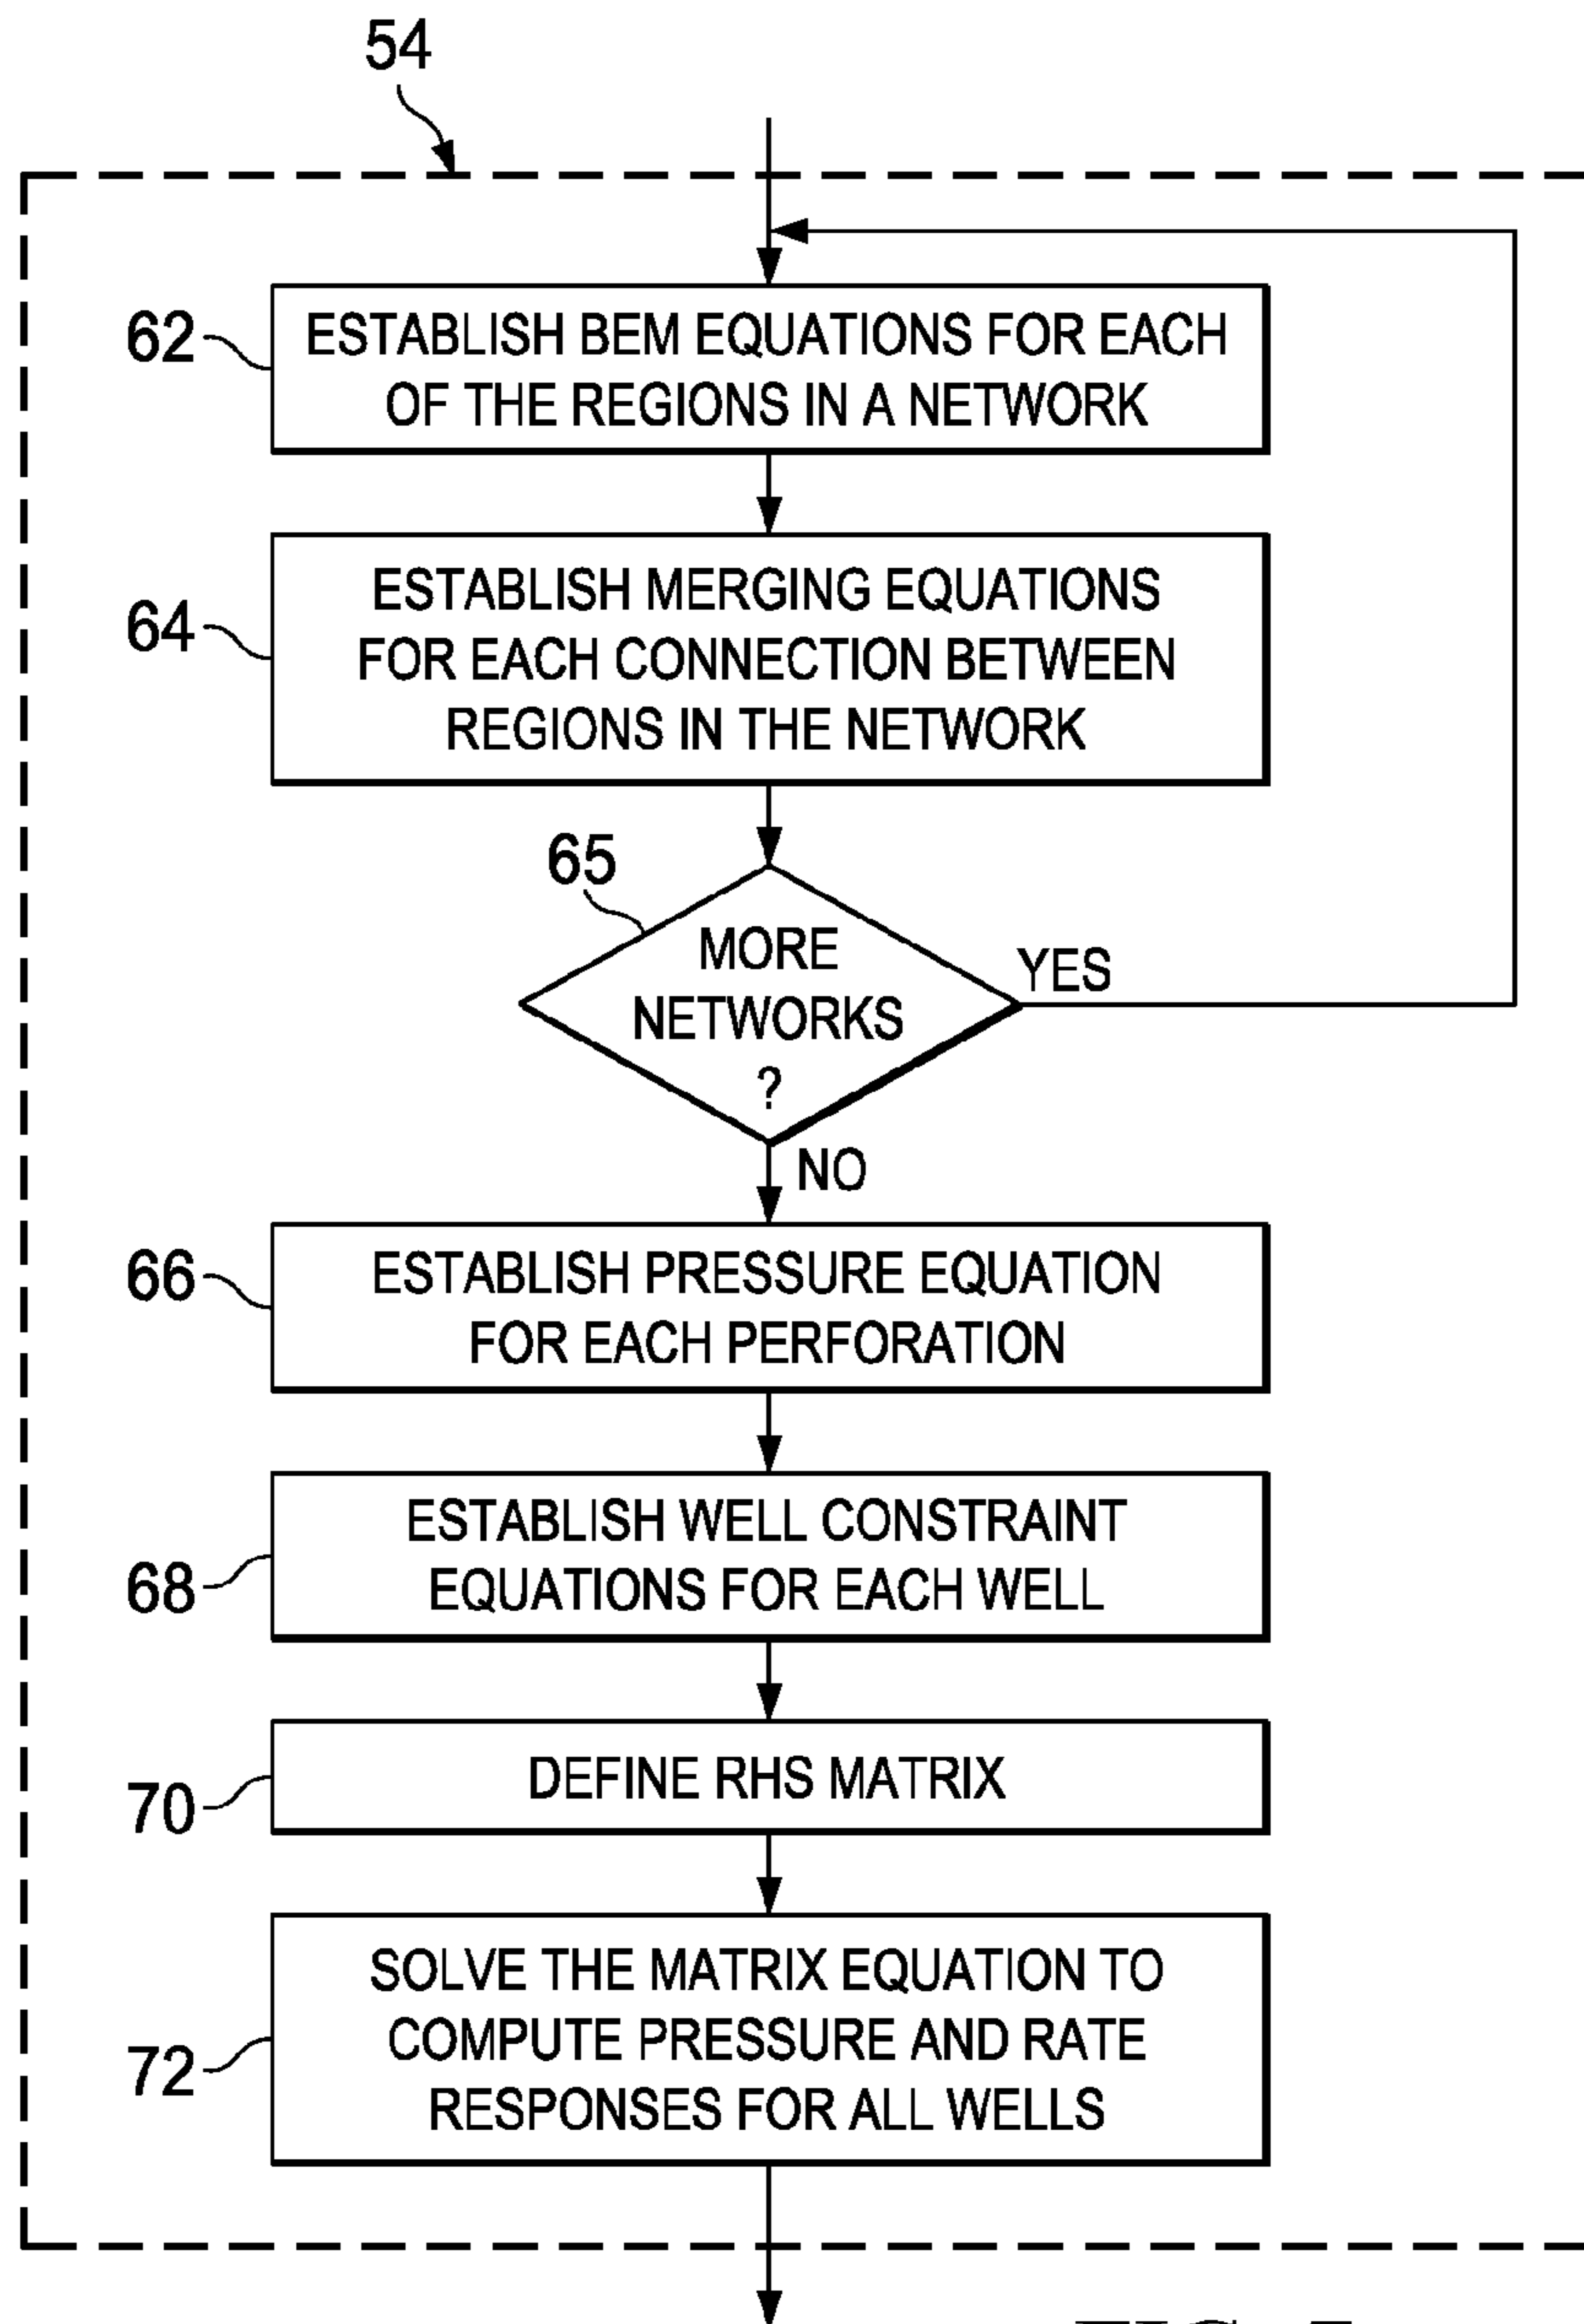 54
62
ESTABLISH BEM EQUATIONS FOR EACH
OF THE REGIONS IN A NETWORK
64
ESTABLISH MERGING EQUATIONS
FOR EACH CONNECTION BETWEEN
REGIONS IN THE NETWORK
65
MORE
NETWORKS
?
YES
NO
66
ESTABLISH PRESSURE EQUATION
FOR EACH PERFORATION
68
ESTABLISH WELL CONSTRAINT
EQUATIONS FOR EACH WELL
70
DEFINE RHS MATRIX
72
SOLVE THE MATRIX EQUATION TO
COMPUTE PRESSURE AND RATE
RESPONSES FOR ALL WELLS